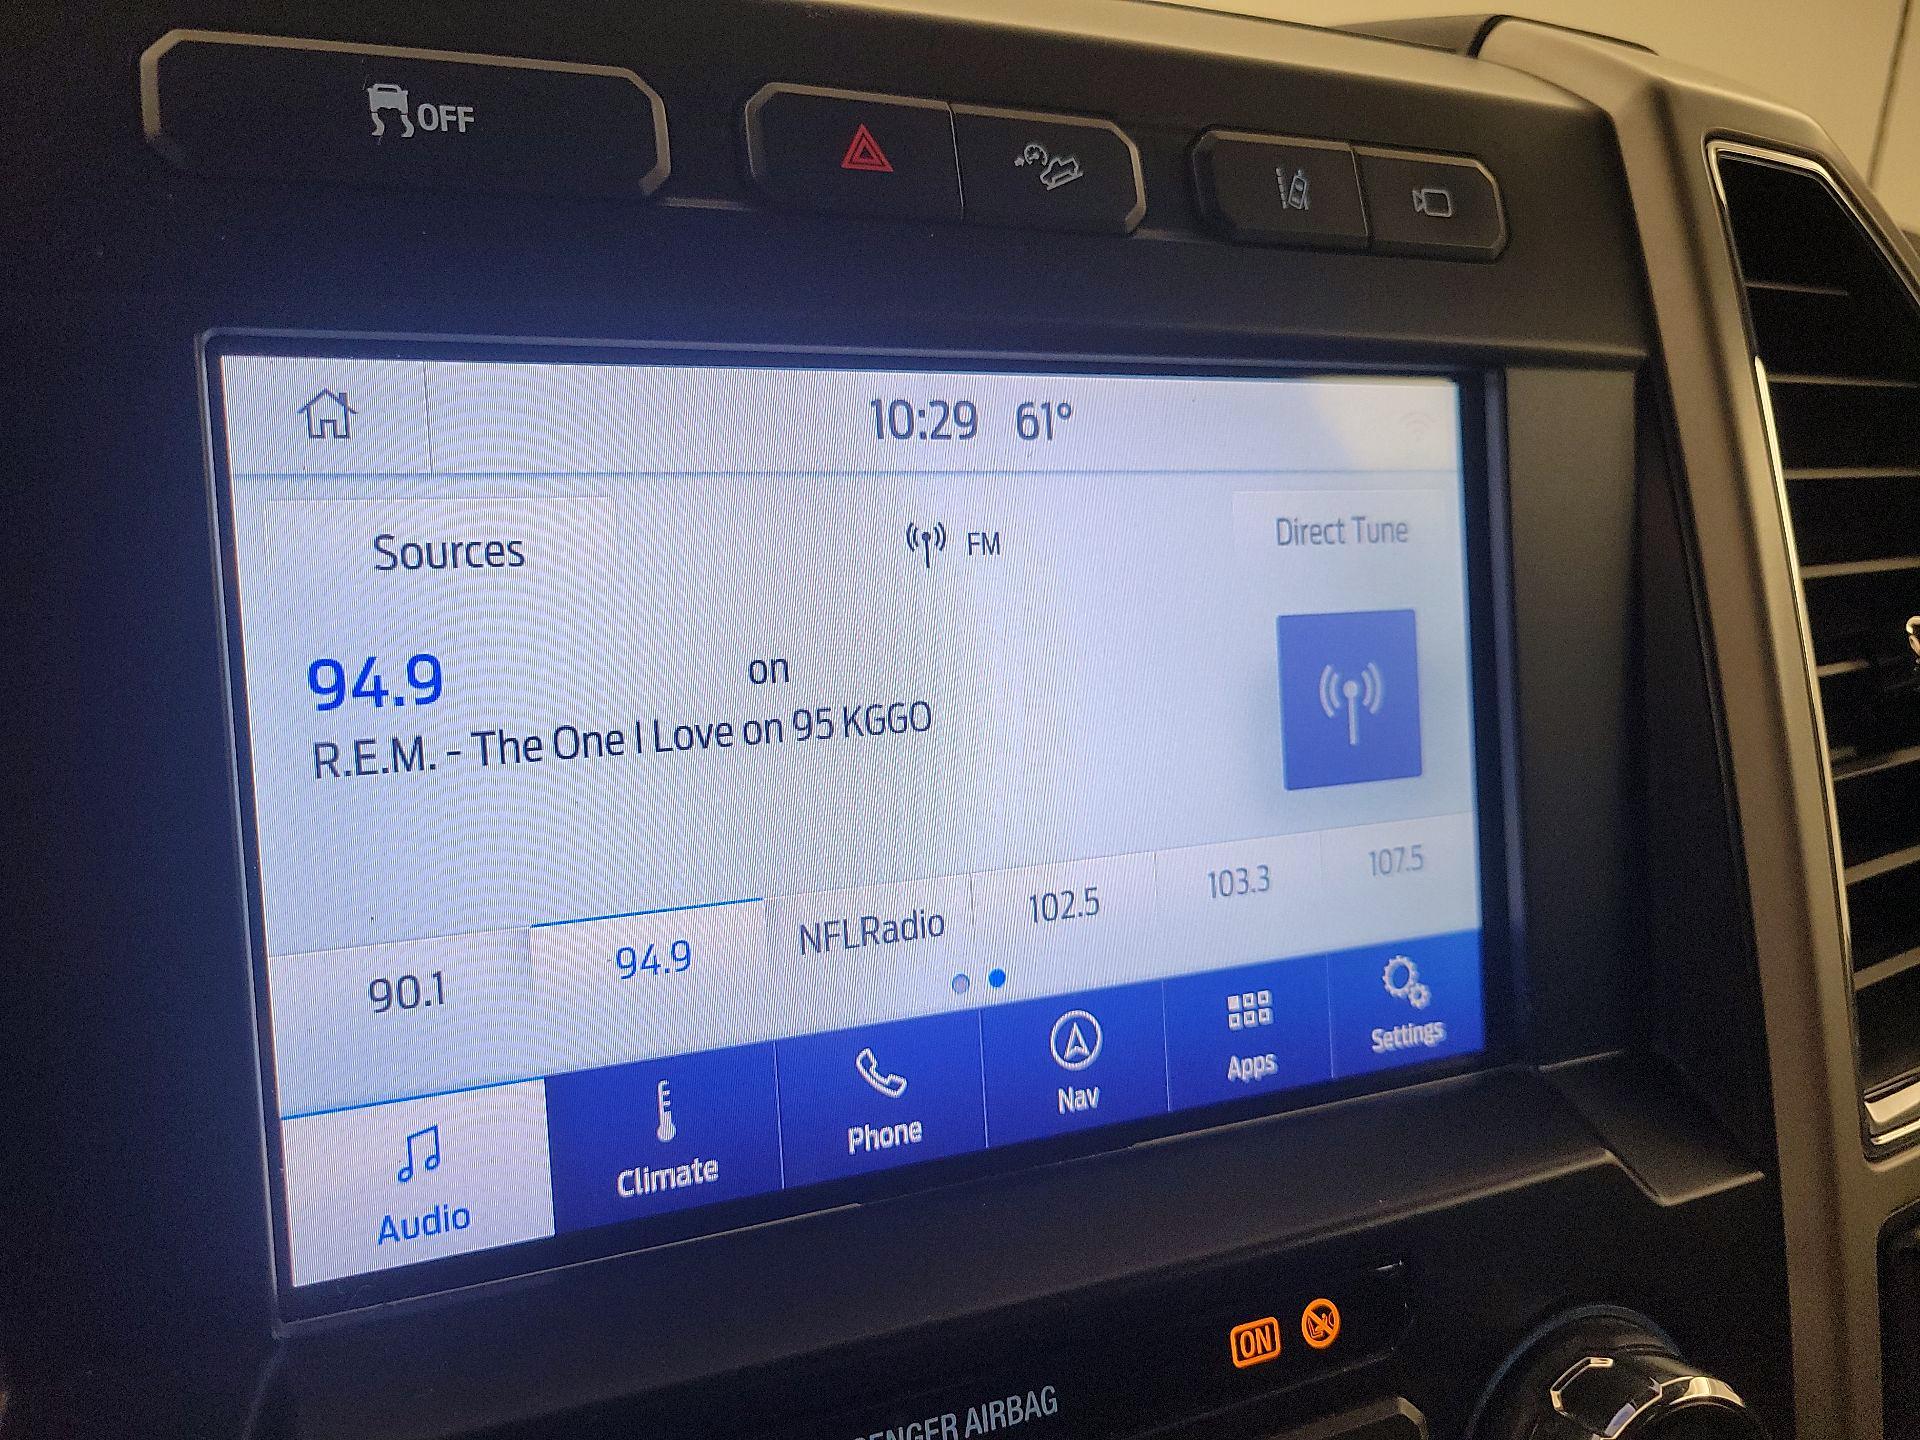 OFF
10:29 61°
Sources
FM
Direct Tune
94.9
on
R.E.M. - The One I Love on 95 KGGO
90.1
94.9
NFLRadio
102.5
103.3
107.5
Audio
Climate
Phone
Nav
Apps
Settings
ON
AIRBAG